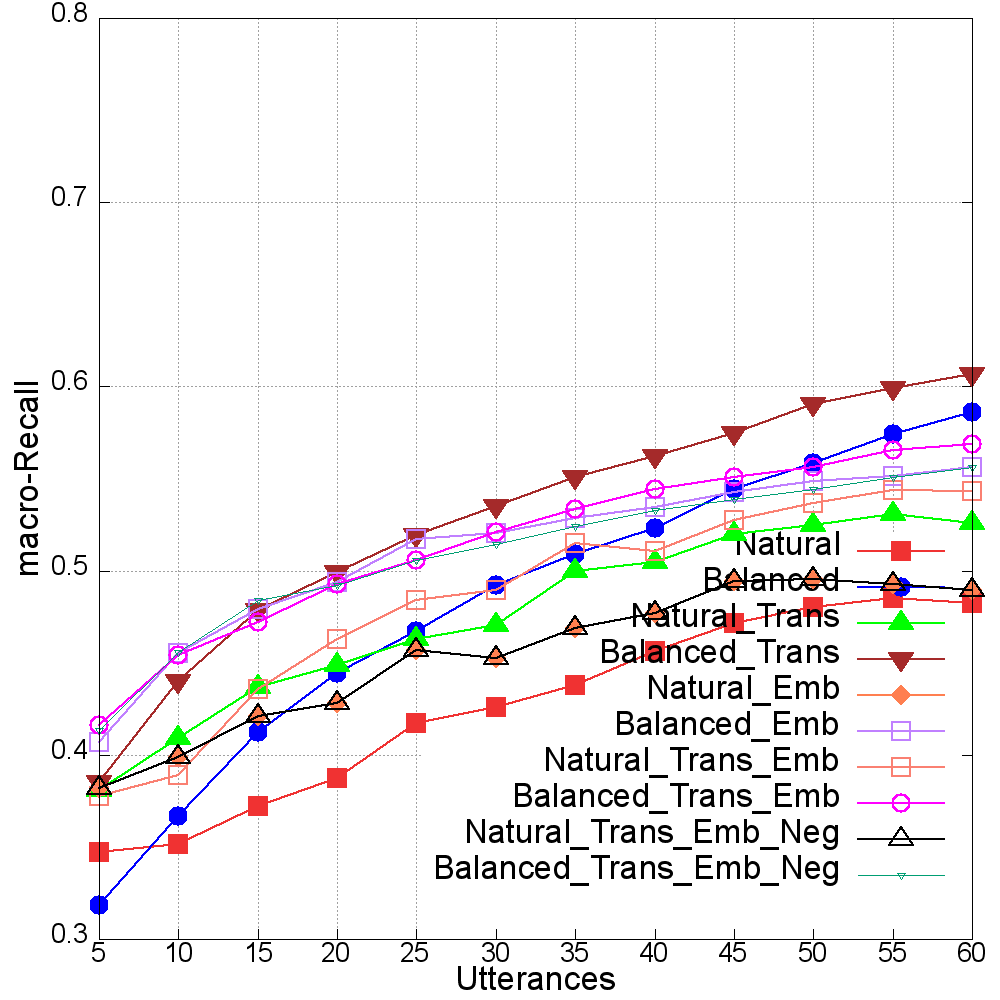 0.8
0.7
0.6
0.5
0.4
0.3
macro-Recall
Natural
Balanced
Natural_Trans
Balanced_Trans
Natural_Emb
Balanced_Emb
Natural_Trans_Emb
Balanced_Trans_Emb
Natural_Trans_Emb_Neg
Balanced_Trans_Emb_Neg
5 10 15 20 25 30 35 40 45 50 55 60
Utterances